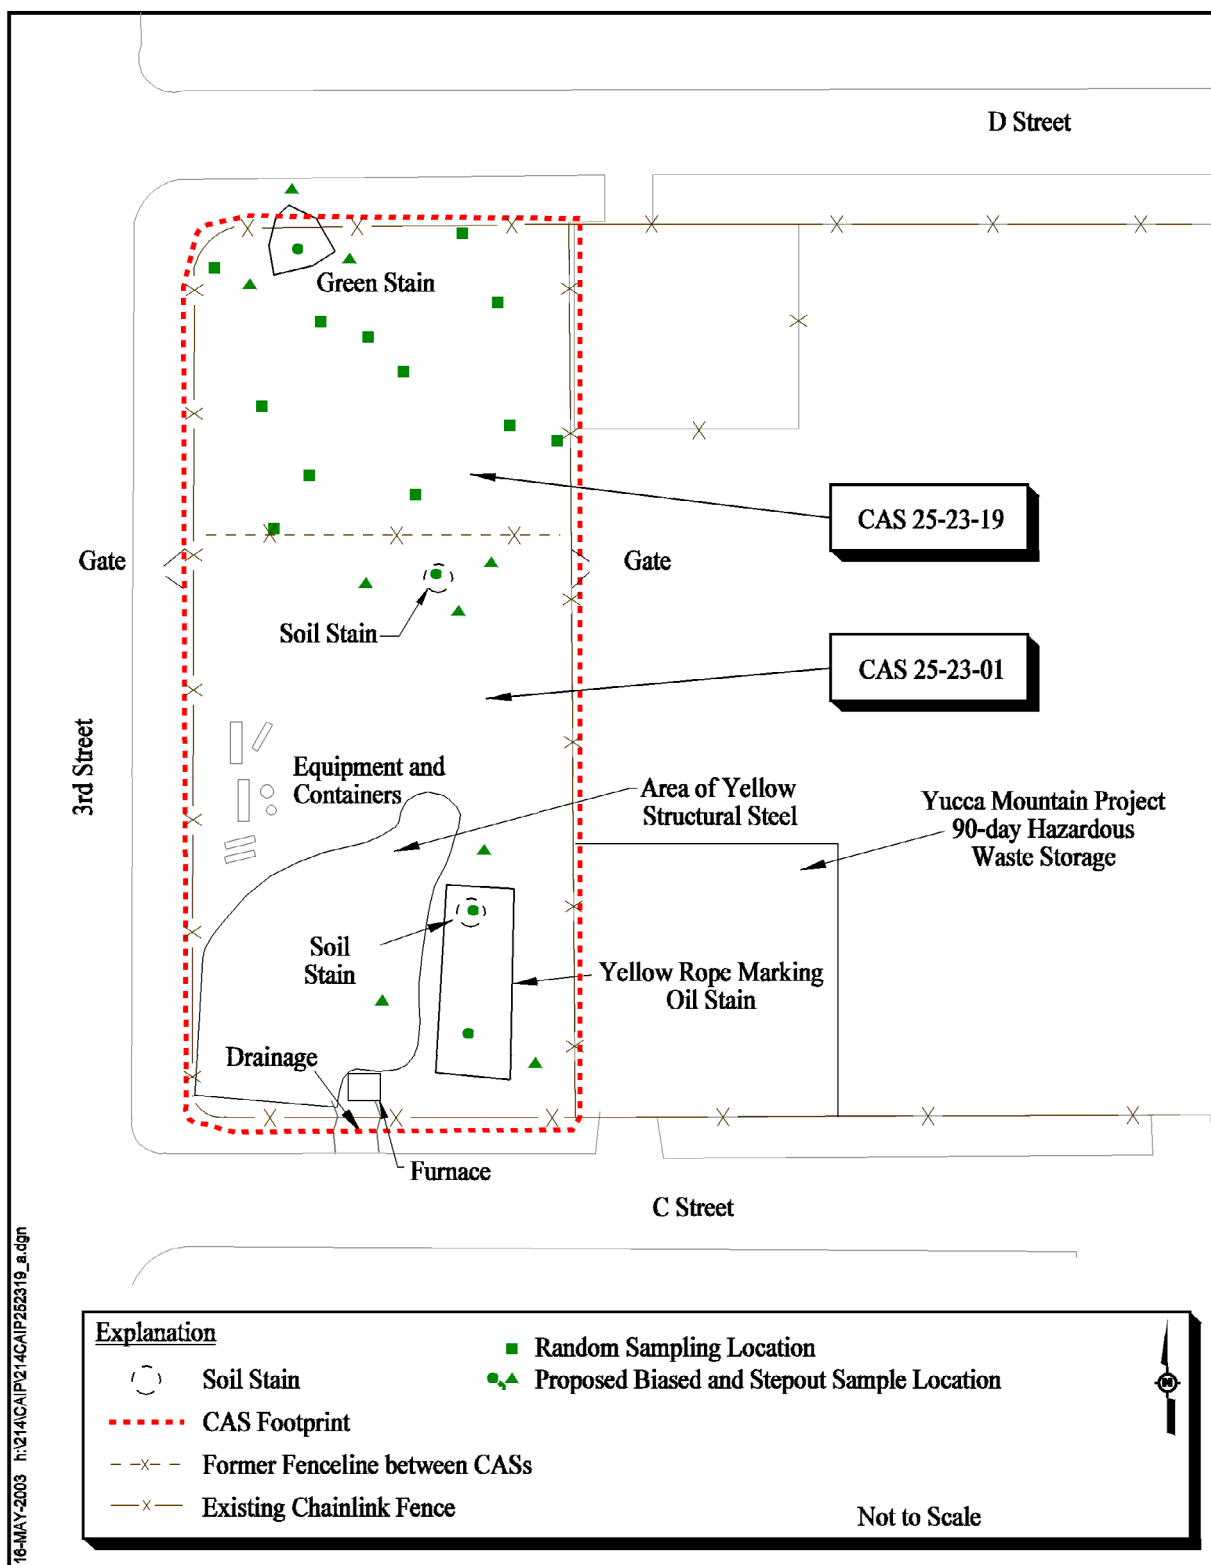 D Street
Green Stain
CAS 25-23-19
Gate
Gate
Soil Stain
CAS 25-23-01
3rd Street
Equipment and
Containers
Area of Yellow
Structural Steel
Yucca Mountain Project
90-day Hazardous
Waste Storage
Soil
Stain
Yellow Rope Marking
Oil Stain
Drainage
Furnace
C Street
16-MAY-2003 h:\214\CAIP\214CAIP252319_a.dgn
Explanation
Soil Stain
CAS Footprint
Former Fenceline between CASs
Existing Chainlink Fence
Random Sampling Location
Proposed Biased and Stepout Sample Location
N
Not to Scale